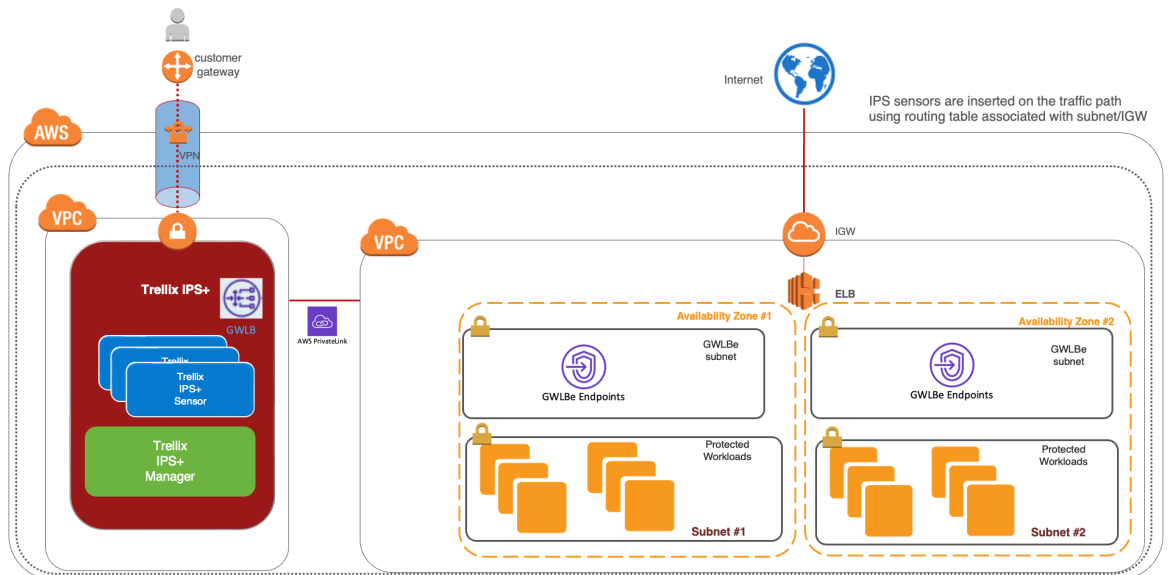 customer
gateway
Internet
IPS sensors are inserted on the traffic path
using routing table associated with subnet/IGW
AWS
VPN
VPC
VPC
IGW
Trellix IPS+
GWLB
AWS PrivateLink
ELB
Availability Zone #1
Availability Zone #2
GWLBe
subnet
GWLBe
subnet
GWLBe Endpoints
GWLBe Endpoints
Trellix
Trellix
IPS+
Sensor
Trellix
IPS+
Manager
Protected
Workloads
Protected
Workloads
Subnet #1
Subnet #2